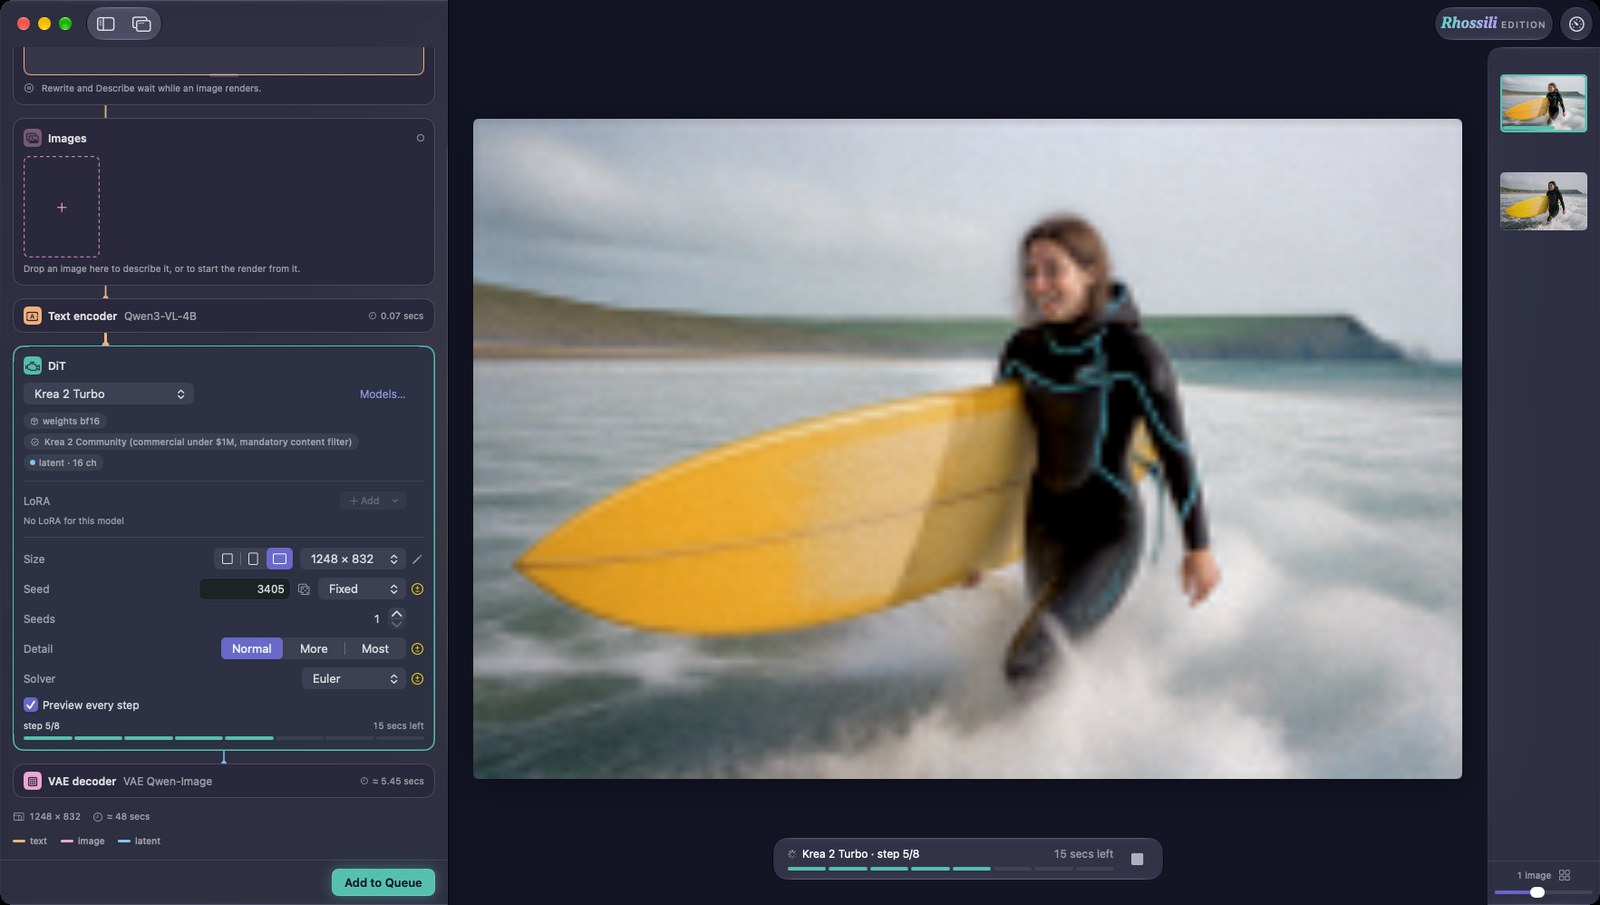 Rhossili EDITION
Rewrite and Describe wait while an image renders.
Images
+
Drop an image here to describe it, or to start the render from it.
Text encoder Qwen3-VL-4B 0.07 secs
DiT
Krea 2 Turbo Models...
weights bf16
Krea 2 Community (commercial under $1M, mandatory content filter)
latent · 16 ch
LoRA + Add
No LoRA for this model
Size 1248 × 832
Seed 3405 Fixed
Seeds 1
Detail Normal More Most
Solver Euler
Preview every step
step 5/8 15 secs left
VAE decoder VAE Qwen-Image ≈ 5.45 secs
1248 × 832 ≈ 48 secs
text image latent
Add to Queue
Krea 2 Turbo · step 5/8 15 secs left
1 image